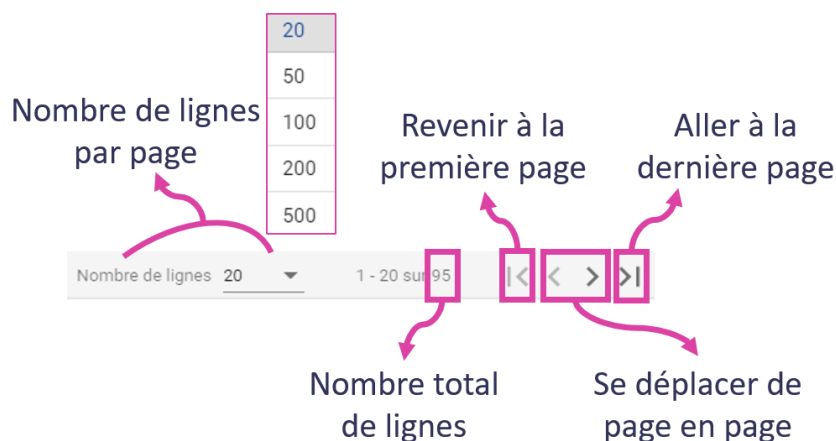 20
50
100
200
500
Nombre de lignes
par page
Revenir à la
première page
Aller à la
dernière page
Nombre de lignes 20 1 - 20 sur 95
Nombre total
de lignes
Se déplacer de
page en page